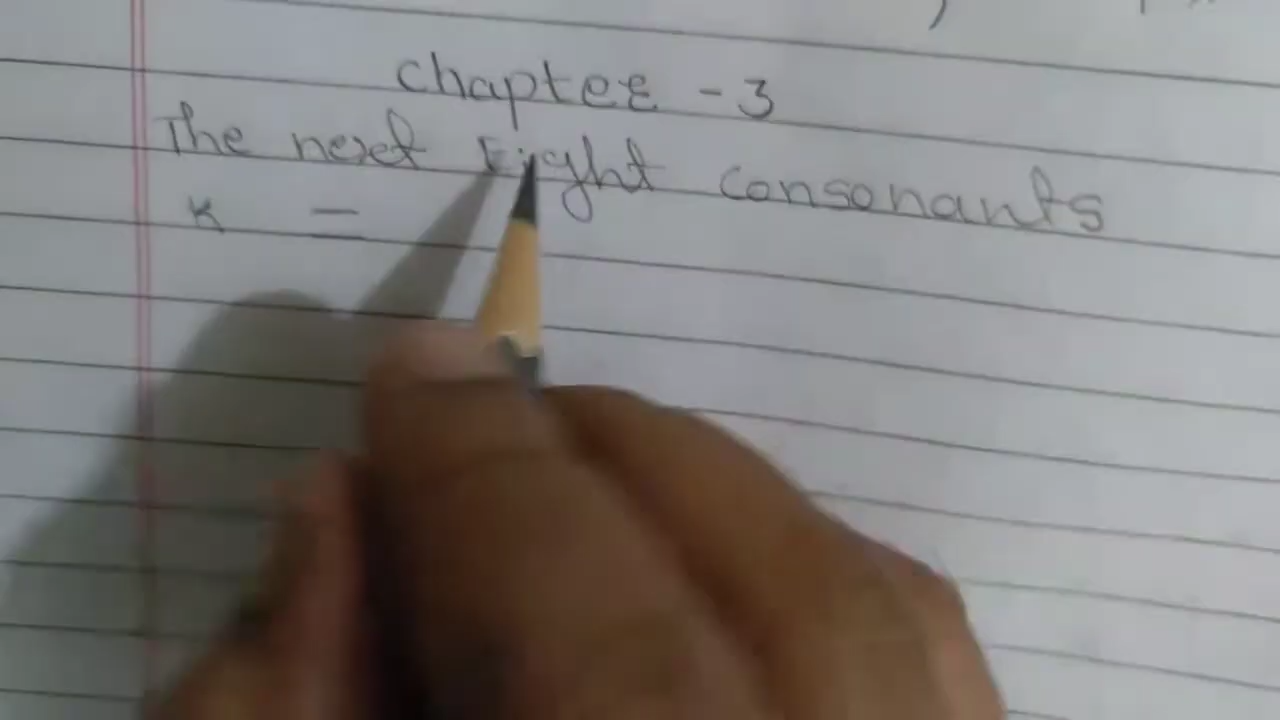 Chapter - 3
The next Eight consonants
K =